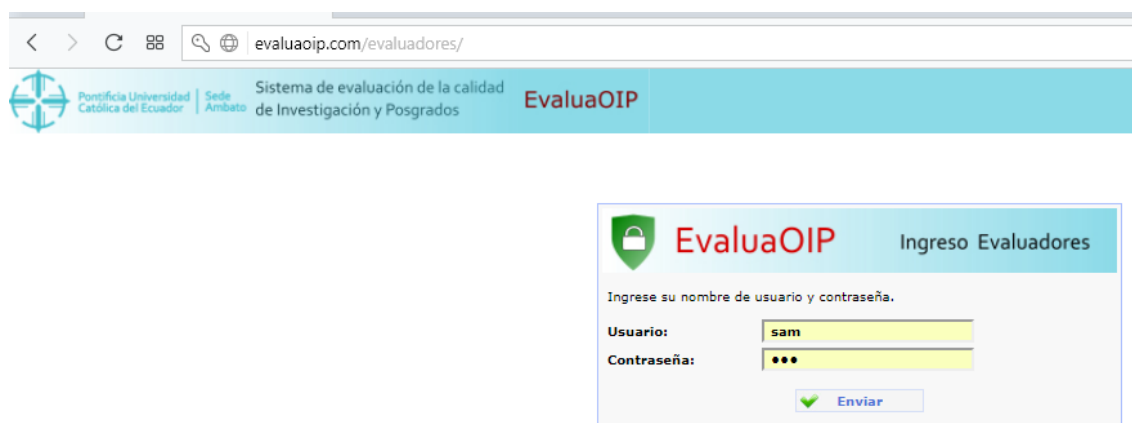 evaluaoip.com/evaluadores/
Pontificia Universidad
Católica del Ecuador
Sede
Ambato
Sistema de evaluación de la calidad
de Investigación y Posgrados
EvaluaOIP
EvaluaOIP Ingreso Evaluadores
Ingrese su nombre de usuario y contraseña.
Usuario: sam
Contraseña: •••
Enviar